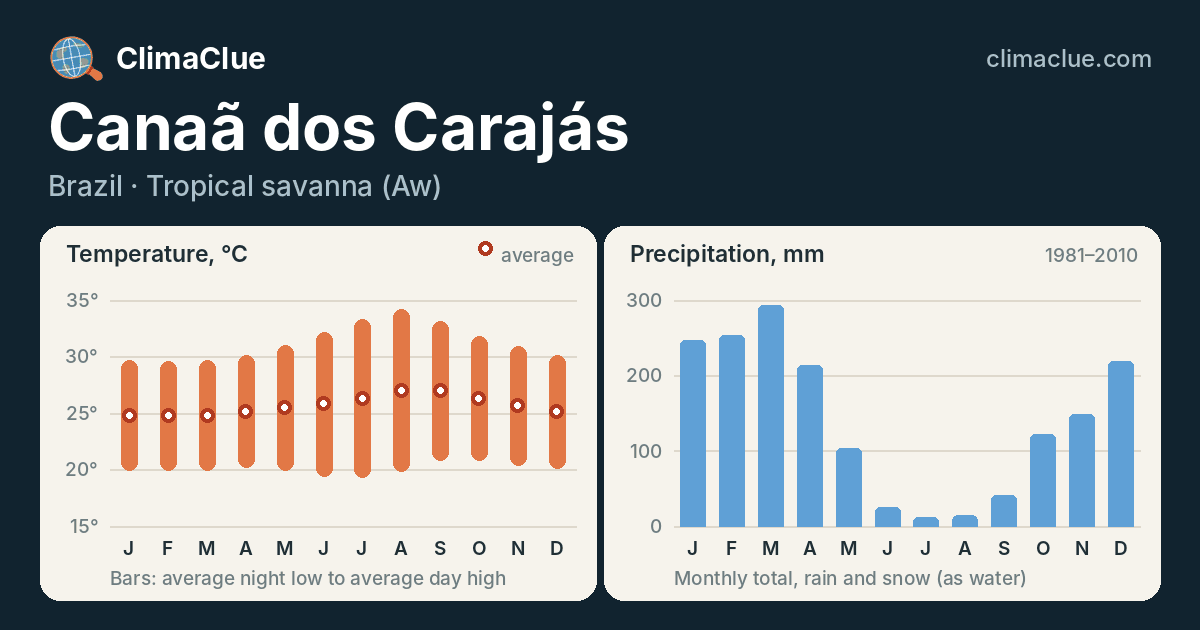 ClimaClue
climaclue.com
Canaã dos Carajás
Brazil · Tropical savanna (Aw)
Temperature, °C
average
35°
30°
25°
20°
15°
J F M A M J J A S O N D
Bars: average night low to average day high
Precipitation, mm
1981–2010
300
200
100
0
J F M A M J J A S O N D
Monthly total, rain and snow (as water)